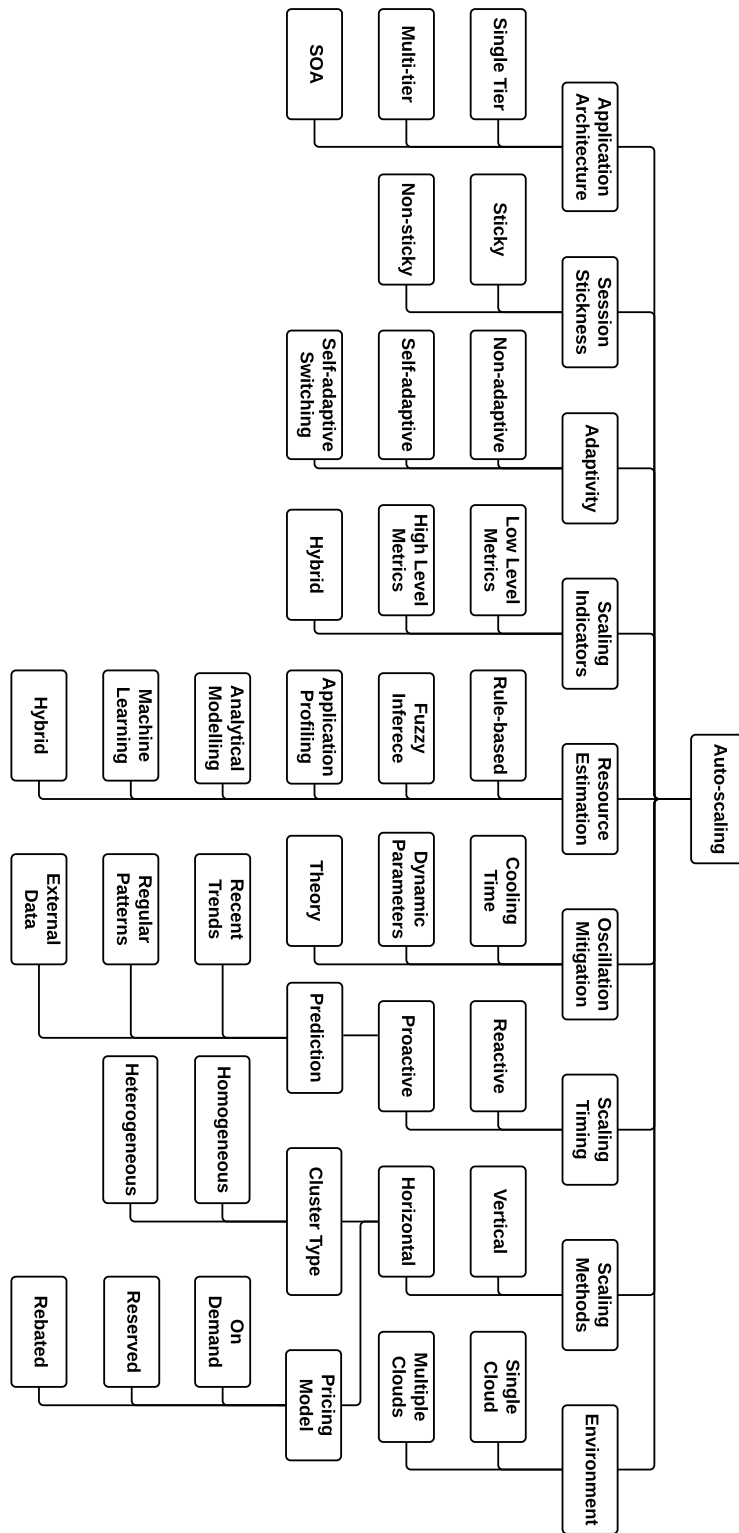 Auto-scaling
Application
Architecture
Single Tier
Multi-tier
SOA
Session
Stickness
Sticky
Non-sticky
Adaptivity
Non-adaptive
Self-adaptive
Self-adaptive
Switching
Scaling
Indicators
Low Level
Metrics
High Level
Metrics
Hybrid
Resource
Estimation
Rule-based
Fuzzy
Inferece
Application
Profiling
Analytical
Modelling
Machine
Learning
Hybrid
Oscillation
Mitigation
Cooling
Time
Dynamic
Parameters
Theory
Scaling
Timing
Reactive
Proactive
Prediction
Recent
Trends
Regular
Patterns
External
Data
Scaling
Methods
Vertical
Horizontal
Cluster Type
Homogeneous
Heterogeneous
Pricing
Model
On
Demand
Reserved
Rebated
Environment
Single
Cloud
Multiple
Clouds